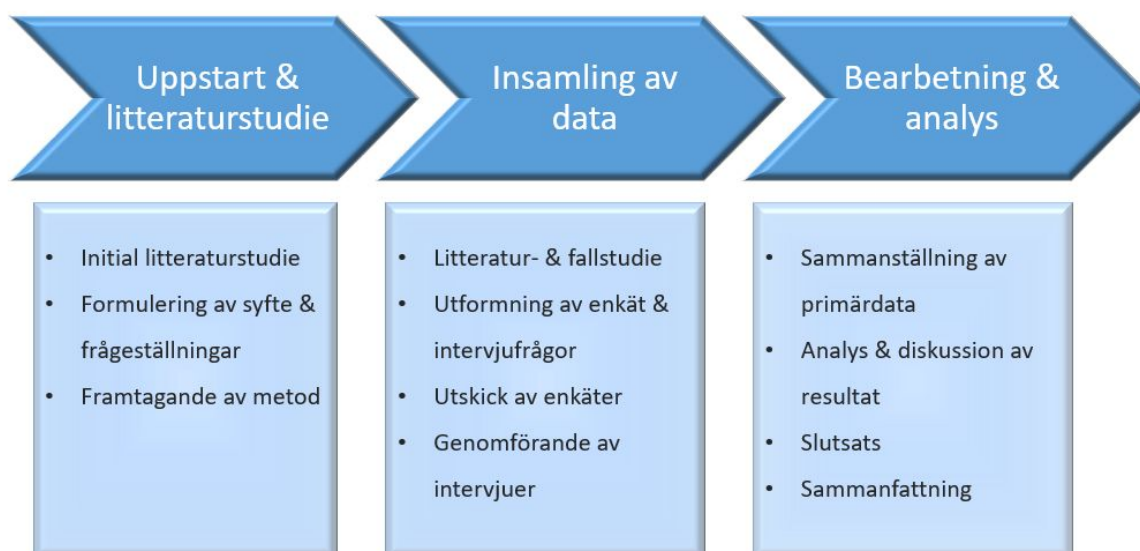 Uppstart &
litteraturstudie
Insamling av
data
Bearbetning &
analys
• Initial litteraturstudie
• Formulering av syfte &
frågeställningar
• Framtagande av metod
• Litteratur- & fallstudie
• Utformning av enkät &
intervjufrågor
• Utskick av enkäter
• Genomförande av
intervjuer
• Sammanställning av
primärdata
• Analys & diskussion av
resultat
• Slutsats
• Sammanfattning